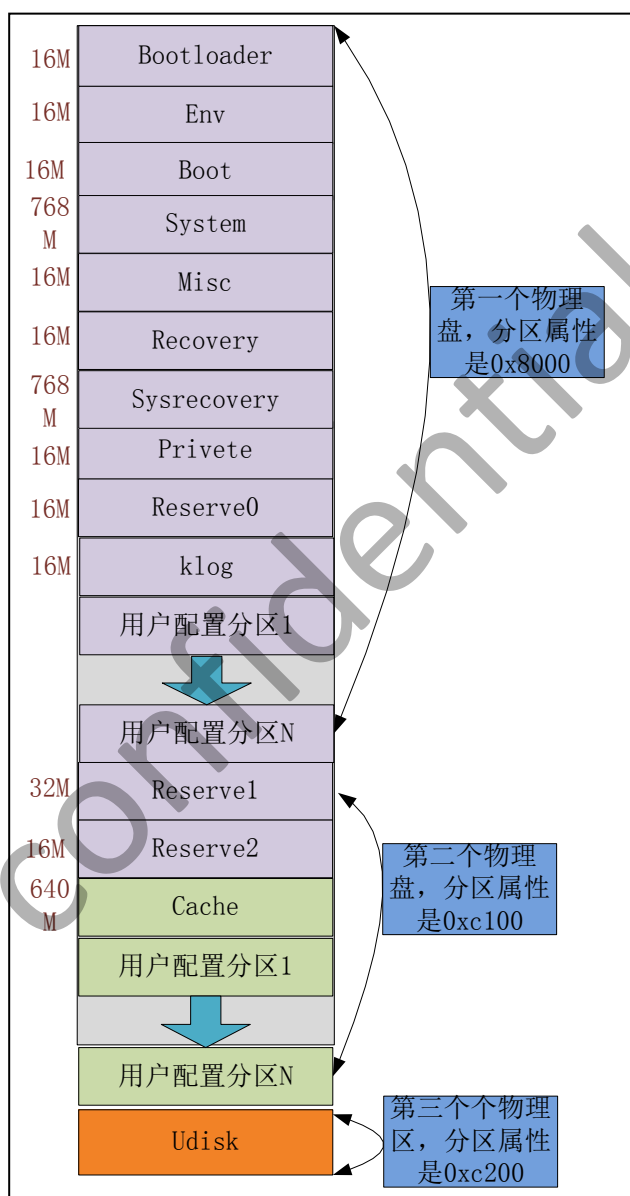 16M
Bootloader
16M
Env
16M
Boot
768
M
System
16M
Misc
16M
Recovery
768
M
Sysrecovery
16M
Privete
16M
Reserve0
16M
klog
用户配置分区1
用户配置分区N
第一个物理
盘，分区属性
是0x8000
32M
Reserve1
16M
Reserve2
640
M
Cache
用户配置分区1
用户配置分区N
第二个物理
盘，分区属性
是0xc100
Udisk
第三个个物理
区，分区属性
是0xc200
confidential